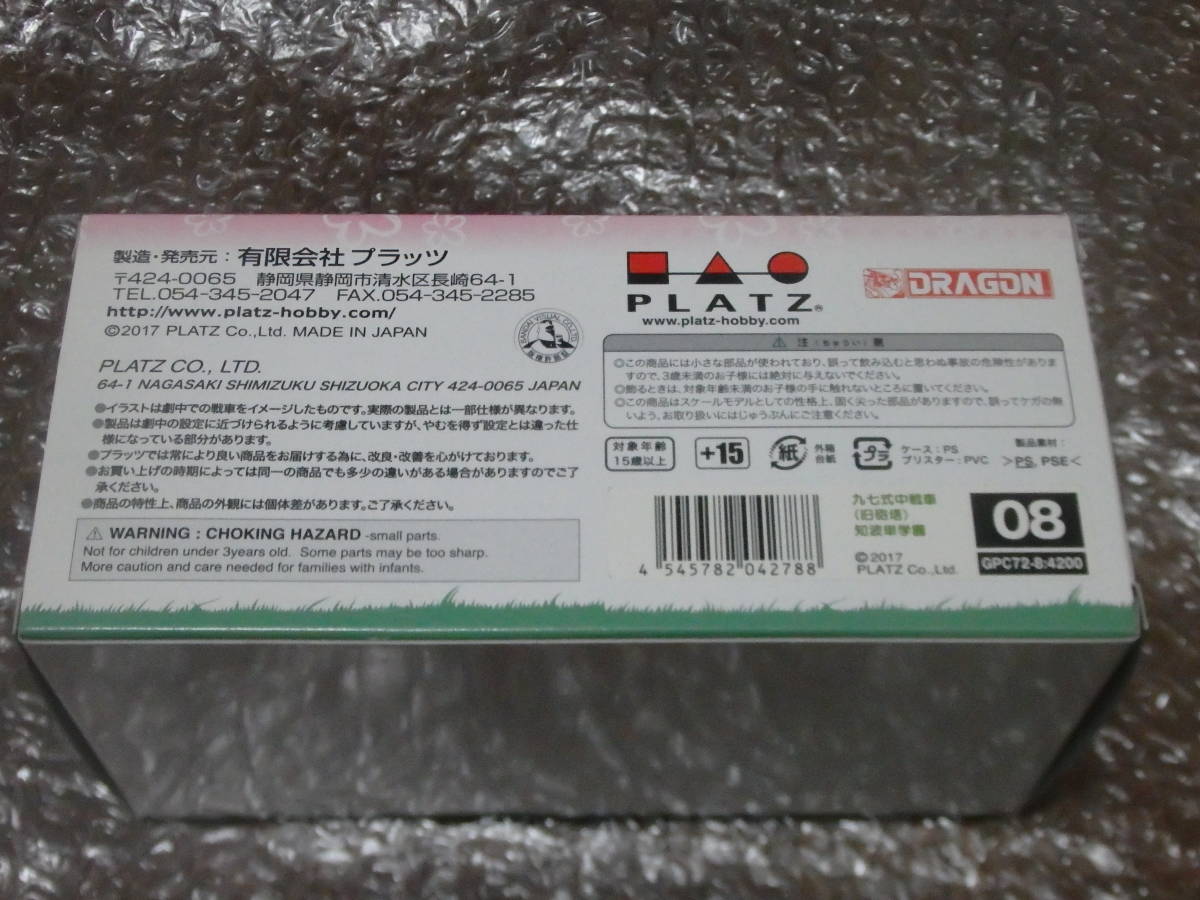 製造・発売元：有限会社 プラッツ
〒424-0065　静岡県静岡市清水区長崎64-1
TEL.054-345-2047　FAX.054-345-2285
http://www.platz-hobby.com/
©2017 PLATZ Co.,Ltd. MADE IN JAPAN
PLATZ CO., LTD.
64-1 NAGASAKI SHIMIZUKU SHIZUOKA CITY 424-0065 JAPAN
●イラストは劇中での戦車をイメージしたものです。実際の製品とは一部仕様が異なります。
●製品は劇中の設定に近づけられるように考慮していますが、やむを得ず設定とは違った仕
様になっている部分があります。
●プラッツでは常により良い商品をお届けする為に、改良・改善を心がけております。
●お買い上げの時期によっては同一の商品でも多少の違いがある場合がありますのでご了
承ください。
●商品の特性上、商品の外観には個体差があります。ご了承ください。
⚠ WARNING : CHOKING HAZARD -small parts.
Not for children under 3years old. Some parts may be too sharp.
More caution and care needed for families with infants.
BANDAI VISUAL CO.,LTD
PLATZ®
www.platz-hobby.com
DRAGON
⚠ 注（ちゅうい）意
◎この商品には小さな部品が使われており、誤って飲み込むと思わぬ事故の危険性がありま
すので、3歳未満のお子様には絶対に与えないでください。
◎飾るときは、対象年齢未満のお子様の手に触れないところに置いてください。
◎この商品はスケールモデルとしての性格上、固く尖った部品がありますので、誤ってケガの無
いよう、お取り扱いにはじゅうぶんにご注意ください。
対象年齢
15歳以上
+15
紙
外箱
台紙
プラ
ケース：PS
ブリスター：PVC
製品素材：
＞PS, PSE＜
4 545782 042788
九七式中戦車
（旧砲塔）
知波単学園
©2017
PLATZ Co.,Ltd.
08
GPC72-8:4200